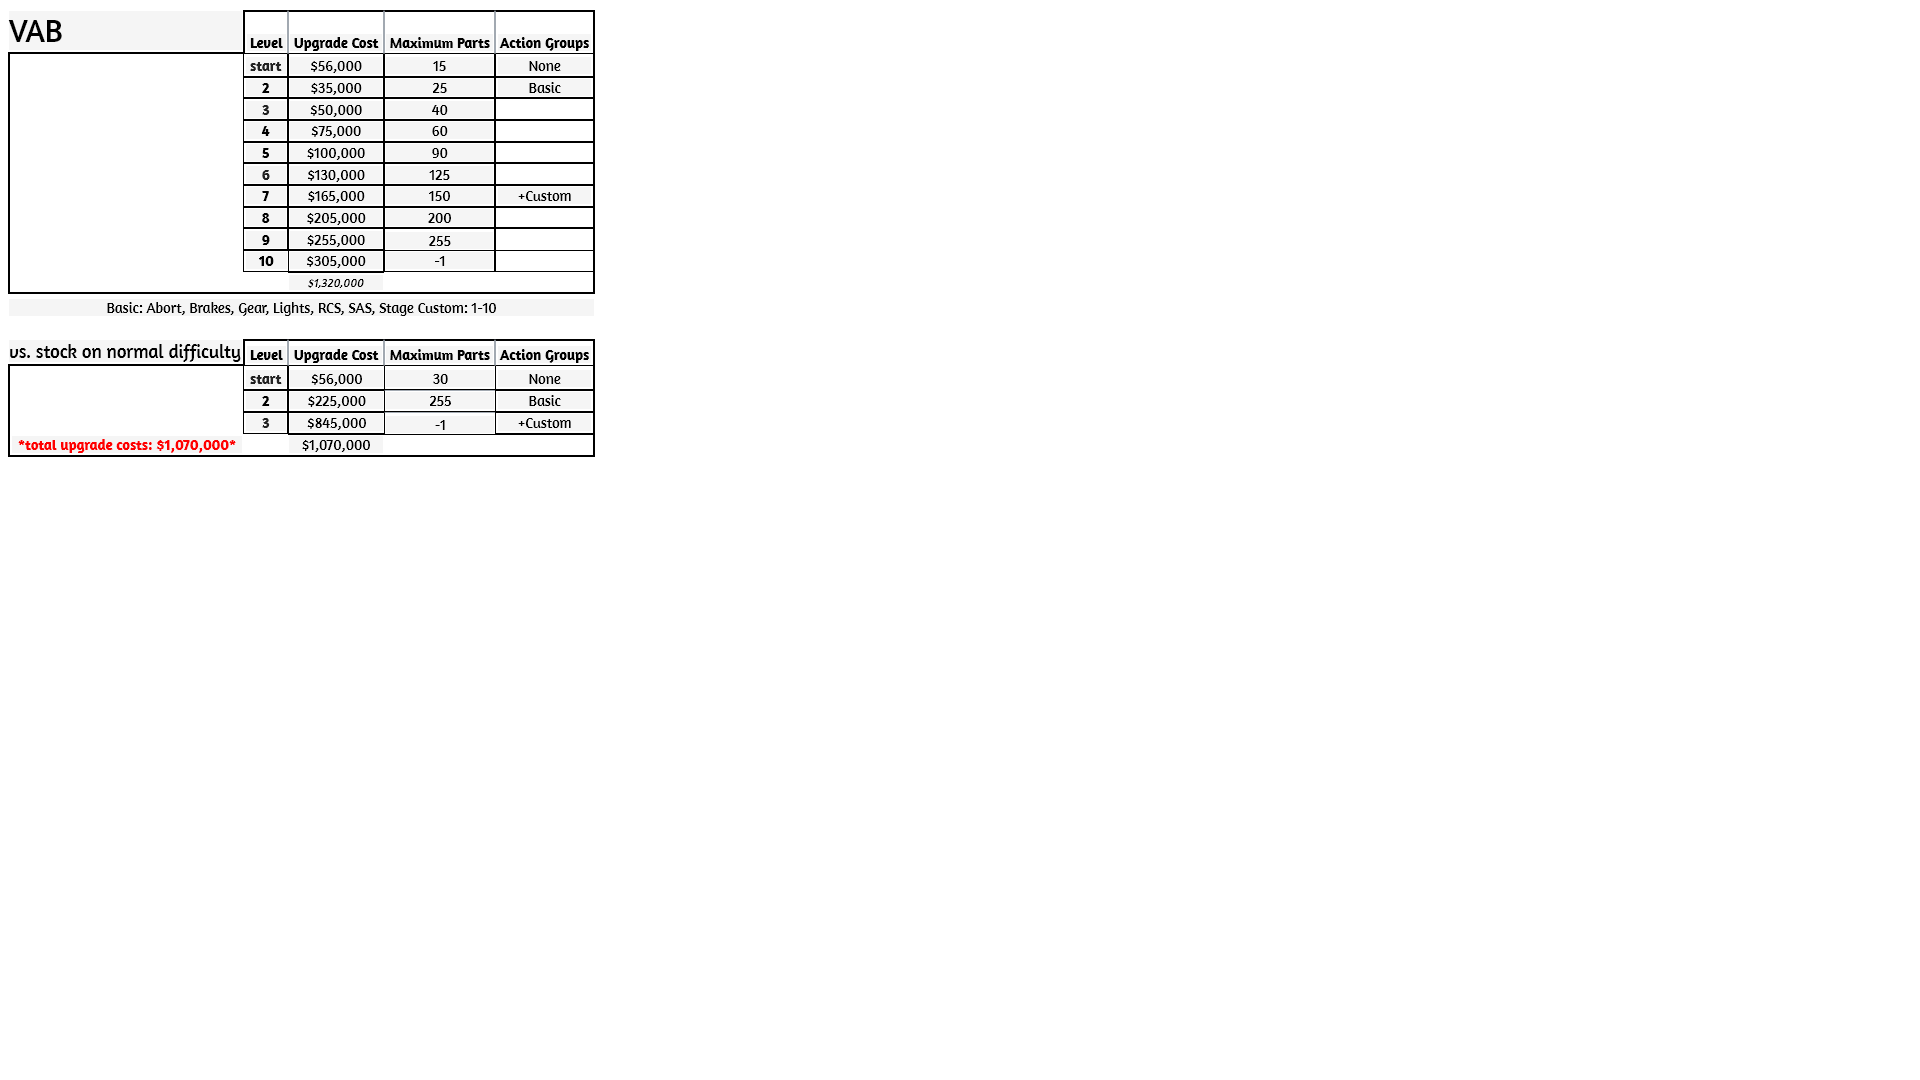 VAB
Level Upgrade Cost Maximum Parts Action Groups
start $56,000 15 None
2 $35,000 25 Basic
3 $50,000 40
4 $75,000 60
5 $100,000 90
6 $130,000 125
7 $165,000 150 +Custom
8 $205,000 200
9 $255,000 255
10 $305,000 -1
$1,320,000
Basic: Abort, Brakes, Gear, Lights, RCS, SAS, Stage Custom: 1-10
vs. stock on normal difficulty Level Upgrade Cost Maximum Parts Action Groups
start $56,000 30 None
2 $225,000 255 Basic
3 $845,000 -1 +Custom
*total upgrade costs: $1,070,000* $1,070,000